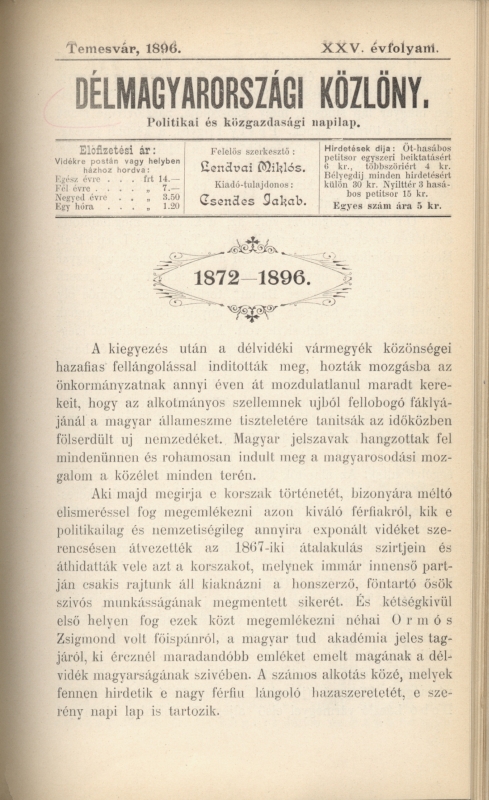 Temesvár, 1896. XXV. évfolyam.
DÉLMAGYARORSZÁGI KÖZLÖNY.
Politikai és közgazdasági napilap.
Előfizetési ár:
Vidékre postán vagy helyben
házhoz hordva:
Egész évre . . . frt 14.—
Fél évre . . . . „ 7.—
Negyed évre . . . „ 3.50
Egy hóra . . . . „ 1.20
Felelős szerkesztő:
Lendvai Miklós.
Kiadó-tulajdonos:
Csendes Jakab.
Hirdetések dija: Öt-hasábos
petitsor egyszeri beiktatásért
6 kr., többszöriért 4 kr.
Bélyegdij minden hirdetésért
külön 30 kr. Nyilttér 3 hasá-
bos petitsor 15 kr.
Egyes szám ára 5 kr.
1872—1896.
A kiegyezés után a délvidéki vármegyék közönségei
hazafias fellángolással inditották meg, hozták mozgásba az
önkormányzatnak annyi éven át mozdulatlanul maradt kere-
keit, hogy az alkotmányos szellemnek ujból fellobogó fáklyá-
jánál a magyar állameszme tiszteletére tanitsák az időközben
fölserdült uj nemzedéket. Magyar jelszavak hangzottak fel
mindenünnen és rohamosan indult meg a magyarosodási moz-
galom a közélet minden terén.
Aki majd megirja e korszak történetét, bizonyára méltó
elismeréssel fog megemlékezni azon kiváló férfiakról, kik e
politikailag és nemzetiségileg annyira exponált vidéket sze-
rencsésen átvezették az 1867-iki átalakulás szirtjein és
áthidatták vele azt a korszakot, melynek immár innenső part-
ján csakis rajtunk áll kiaknázni a honszerző, föntartó ősök
szivós munkásságának megmentett sikerét. És kétségkivül
első helyen fog ezek közt megemlékezni néhai Ormós
Zsigmond volt főispánról, a magyar tud akadémia jeles tag-
járól, ki ércznél maradandóbb emléket emelt magának a dél-
vidék magyarságának szivében. A számos alkotás közé, melyek
fennen hirdetik e nagy férfiu lángoló hazaszeretetét, e sze-
rény napi lap is tartozik.